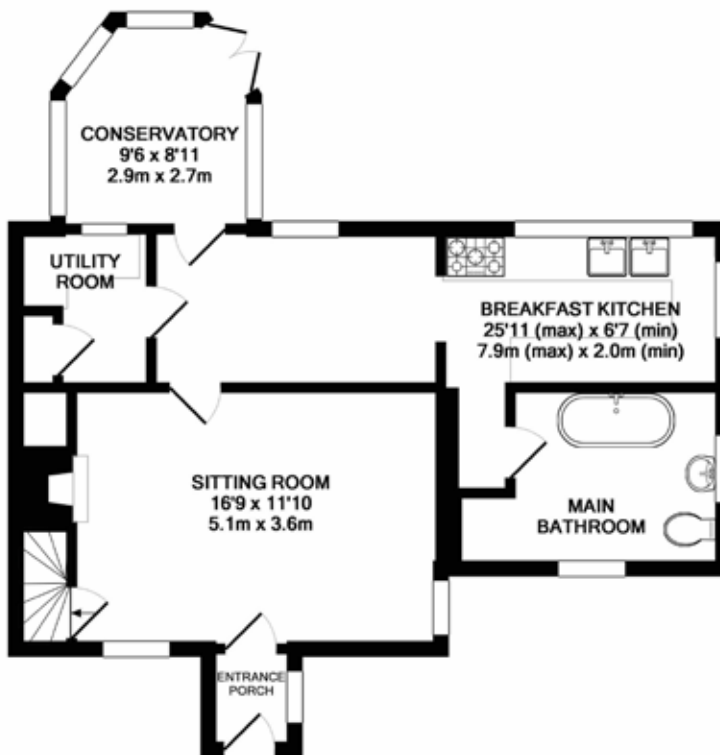 CONSERVATORY
9'6 x 8'11
2.9m x 2.7m
UTILITY
ROOM
BREAKFAST KITCHEN
25'11 (max) x 6'7 (min)
7.9m (max) x 2.0m (min)
SITTING ROOM
16'9 x 11'10
5.1m x 3.6m
MAIN
BATHROOM
ENTRANCE
PORCH